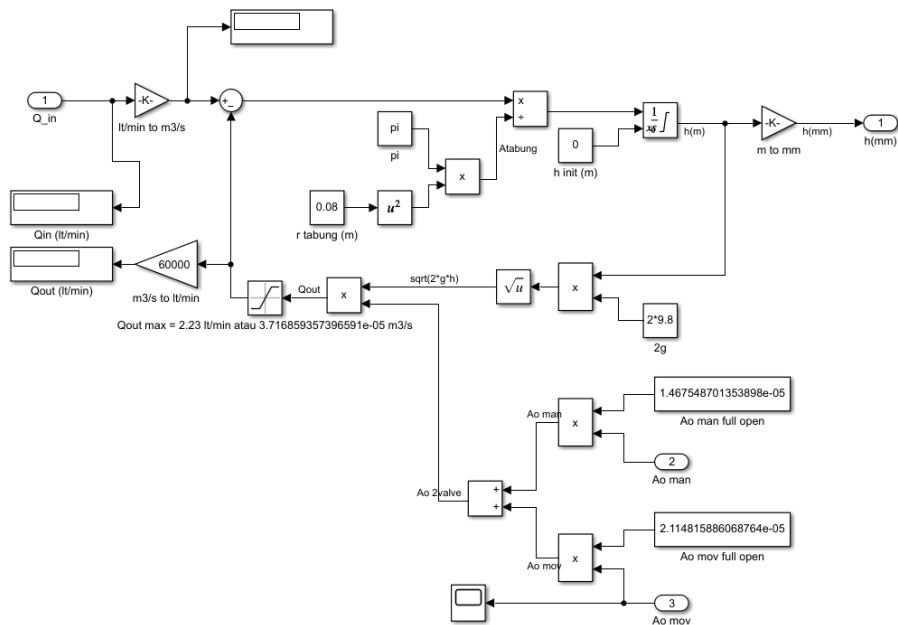 1
Q_in
-K-
lt/min to m3/s
+
−
pi
pi
x
÷
Atabung
x
0.08
r tabung (m)
u²
0
h init (m)
1
s
h(m)
-K-
m to mm
h(mm)
1
h(mm)
Qin (lt/min)
Qout (lt/min)
60000
m3/s to lt/min
Qout
x
sqrt(2*g*h)
√u
x
2*9.8
2g
Qout max = 2.23 lt/min atau 3.716859357396591e-05 m3/s
Ao man
x
1.467548701353898e-05
Ao man full open
2
Ao man
Ao 2valve
+
+
Ao mov
x
2.114815886068764e-05
Ao mov full open
3
Ao mov